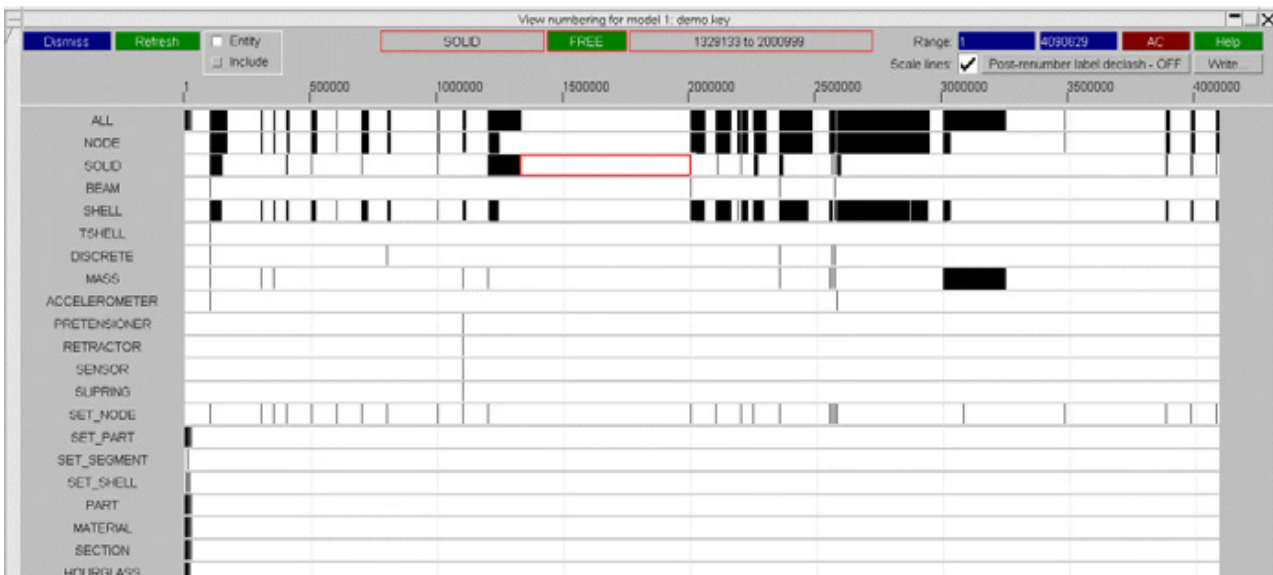 View numbering for model 1: demo.key
Dismiss Refresh Entity SOLID FREE 1329133 to 2000999 Range: 1 4090629 AC Help
Include Scale lines: Post-renumber label declash - OFF Write...
1 500000 1000000 1500000 2000000 2500000 3000000 3500000 4000000
ALL
NODE
SOLID
BEAM
SHELL
TSHELL
DISCRETE
MASS
ACCELEROMETER
PRETENSIONER
RETRACTOR
SENSOR
SLIPRING
SET_NODE
SET_PART
SET_SEGMENT
SET_SHELL
PART
MATERIAL
SECTION
HOURGLASS